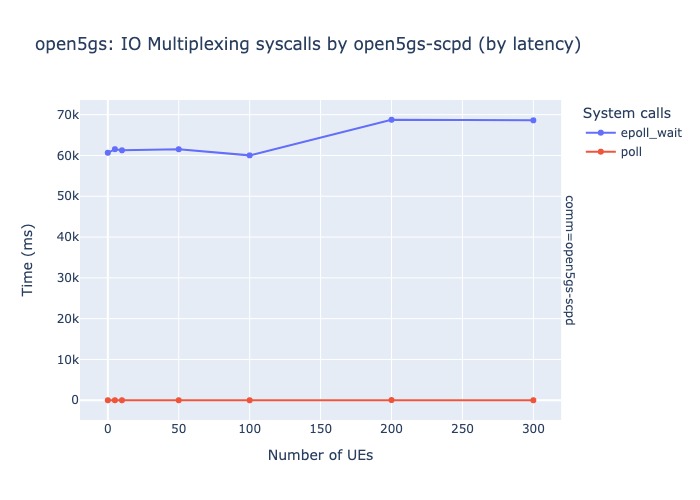 open5gs: IO Multiplexing syscalls by open5gs-scpd (by latency)
System calls
epoll_wait
poll
70k
60k
50k
40k
30k
20k
10k
0
Time (ms)
comm=open5gs-scpd
0 50 100 150 200 250 300
Number of UEs